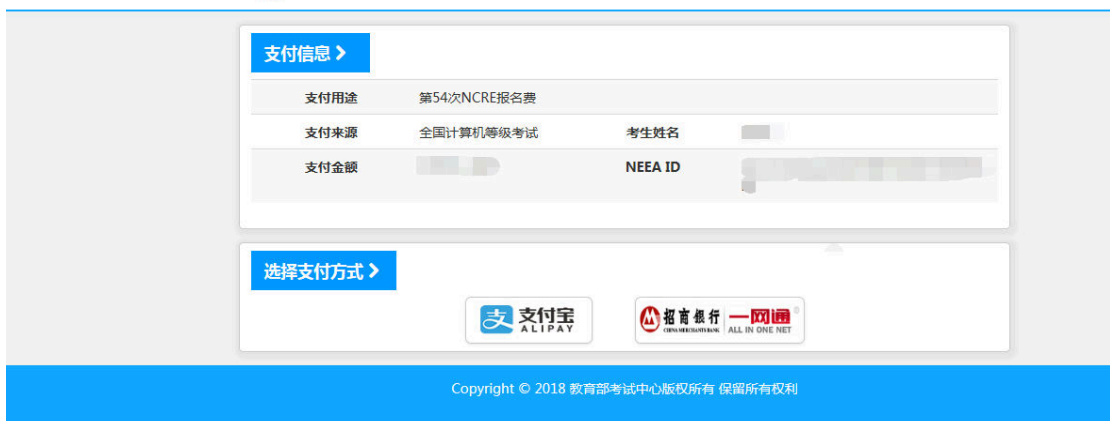 支付信息
支付用途 第54次NCRE报名费
支付来源 全国计算机等级考试 考生姓名
支付金额 NEEA ID
选择支付方式
支付宝 ALIPAY
招商银行 CHINA MERCHANTS BANK 一网通 ALL IN ONE NET
Copyright © 2018 教育部考试中心版权所有 保留所有权利